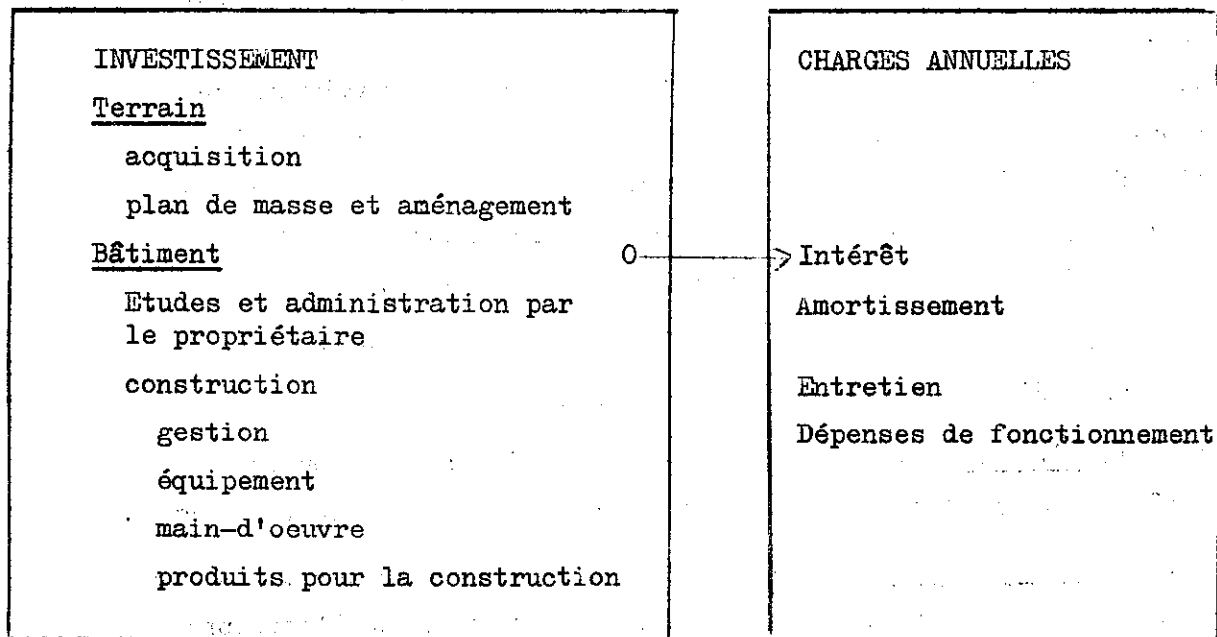 INVESTISSEMENT
Terrain
acquisition
plan de masse et aménagement
Bâtiment
Etudes et administration par
le propriétaire
construction
gestion
équipement
main-d'oeuvre
produits pour la construction
CHARGES ANNUELLES
Intérêt
Amortissement
Entretien
Dépenses de fonctionnement